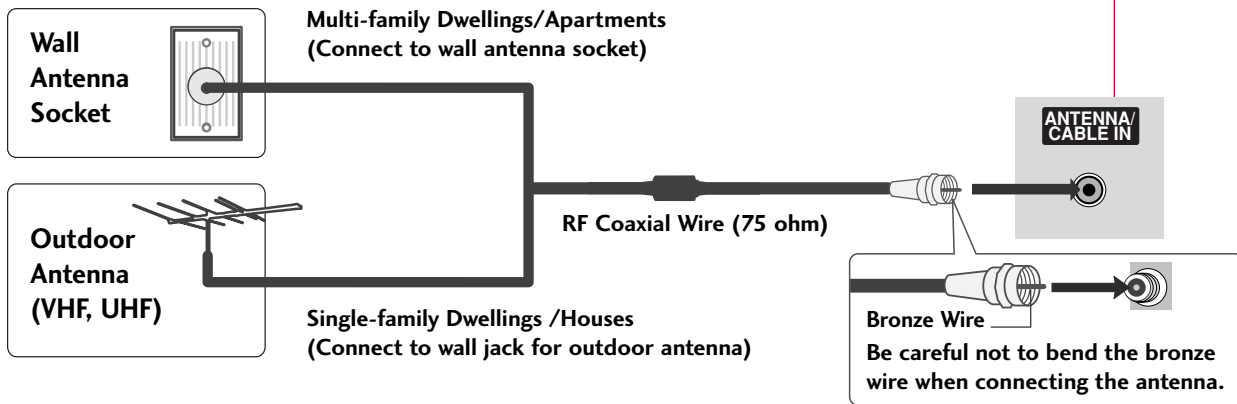 Wall
Antenna
Socket
Multi-family Dwellings/Apartments
(Connect to wall antenna socket)
ANTENNA/
CABLE IN
RF Coaxial Wire (75 ohm)
Outdoor
Antenna
(VHF, UHF)
Single-family Dwellings /Houses
(Connect to wall jack for outdoor antenna)
Bronze Wire
Be careful not to bend the bronze
wire when connecting the antenna.